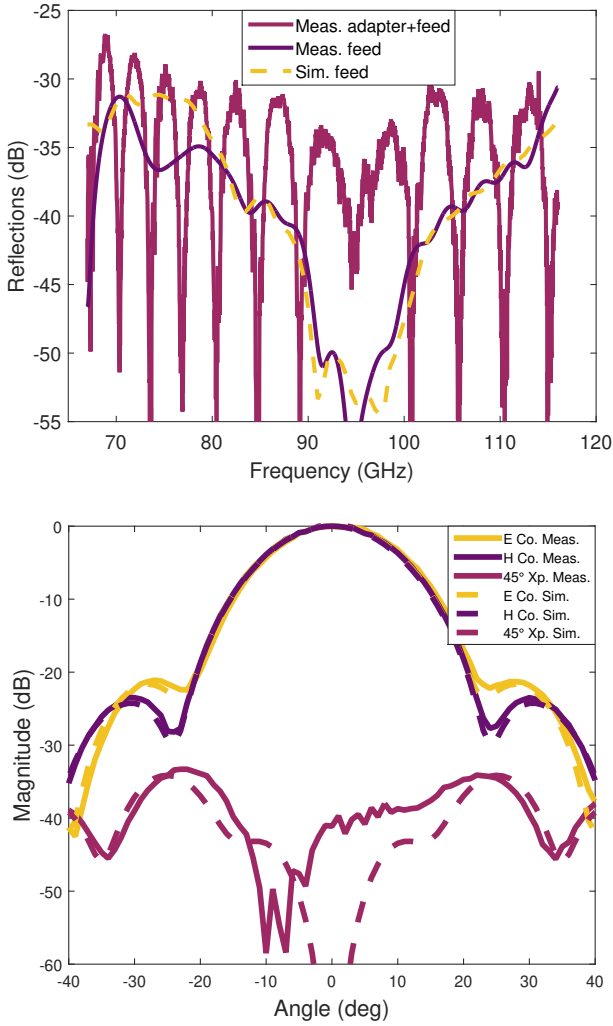 Meas. adapter+feed
Meas. feed
Sim. feed
-25
-30
-35
-40
-45
-50
-55
Reflections (dB)
70 80 90 100 110 120
Frequency (GHz)
E Co. Meas.
H Co. Meas.
45° Xp. Meas.
E Co. Sim.
H Co. Sim.
45° Xp. Sim.
0
-10
-20
-30
-40
-50
-60
Magnitude (dB)
-40 -30 -20 -10 0 10 20 30 40
Angle (deg)